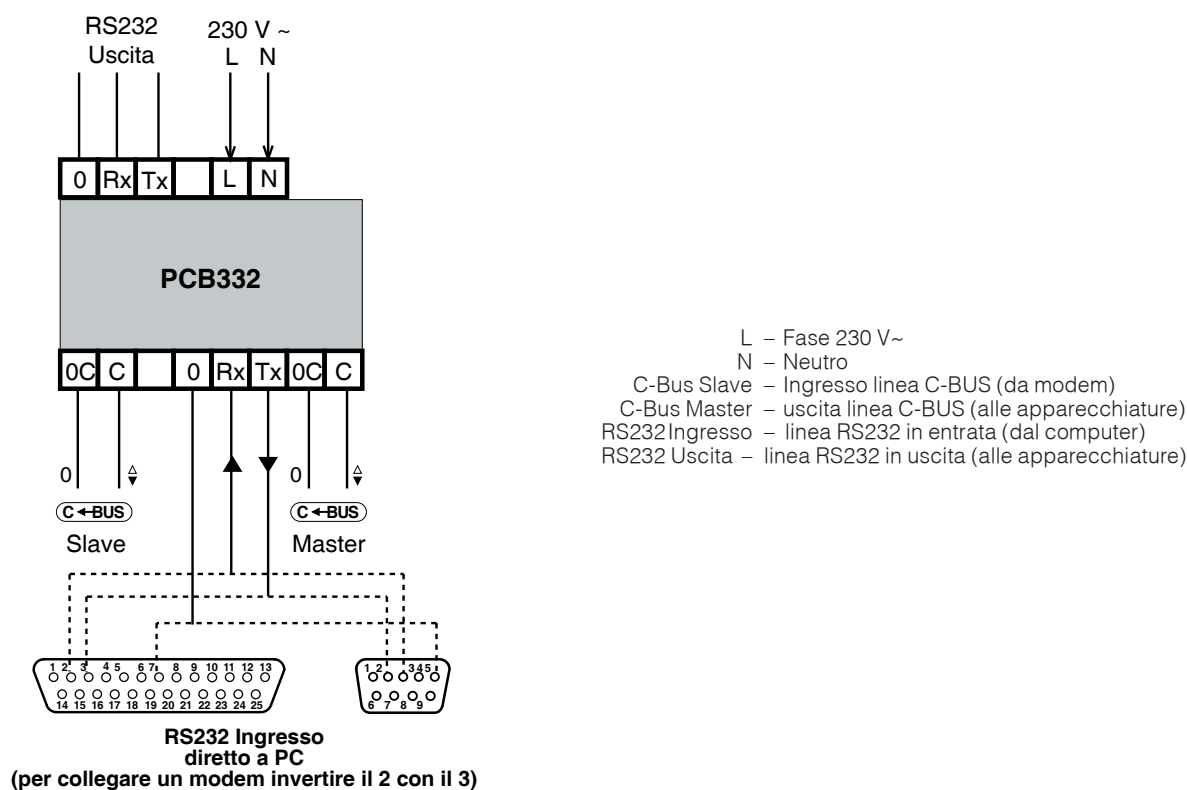 RS232
Uscita
230 V ~
L N
0 Rx Tx L N
PCB332
0C C 0 Rx Tx 0C C
0
0
C BUS
C BUS
Slave
Master
1 2 3 4 5 6 7 8 9 10 11 12 13
14 15 16 17 18 19 20 21 22 23 24 25
1 2 3 4 5
6 7 8 9
RS232 Ingresso
diretto a PC
(per collegare un modem invertire il 2 con il 3)
L – Fase 230 V~
N – Neutro
C-Bus Slave – Ingresso linea C-BUS (da modem)
C-Bus Master – uscita linea C-BUS (alle apparecchiature)
RS232 Ingresso – linea RS232 in entrata (dal computer)
RS232 Uscita – linea RS232 in uscita (alle apparecchiature)